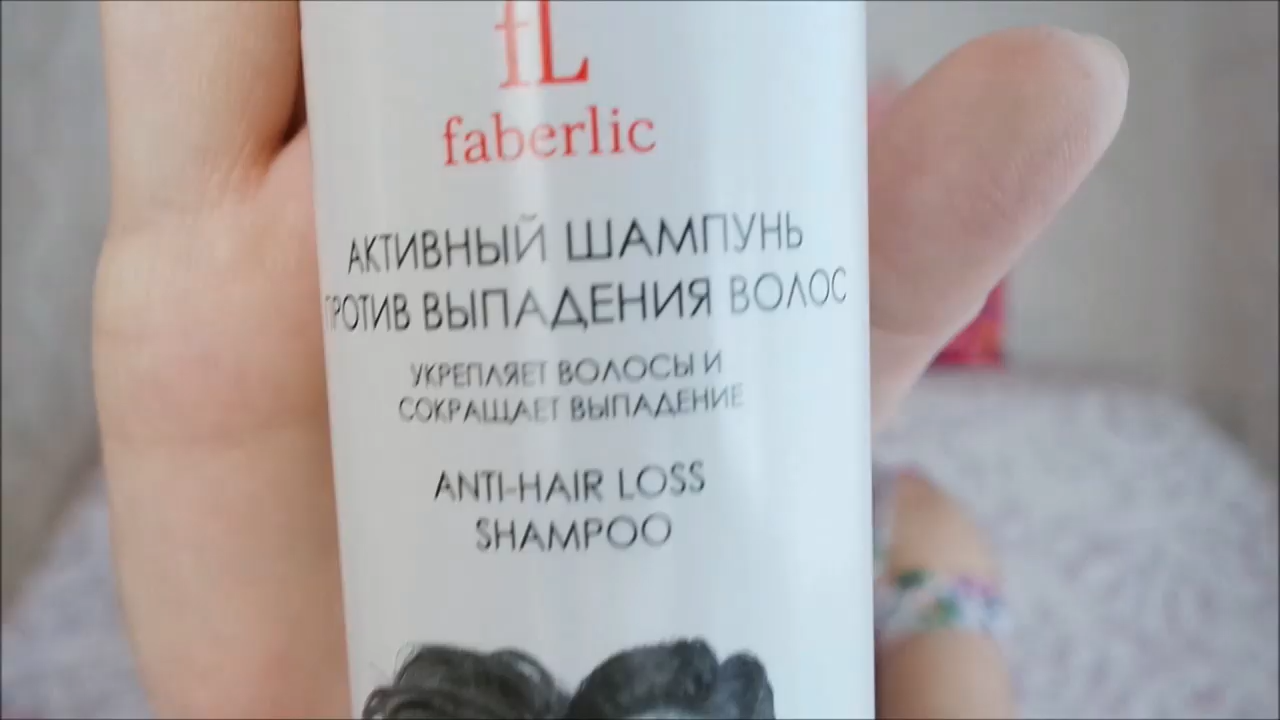 fL
faberlic
АКТИВНЫЙ ШАМПУНЬ
ПРОТИВ ВЫПАДЕНИЯ ВОЛОС
УКРЕПЛЯЕТ ВОЛОСЫ И
СОКРАЩАЕТ ВЫПАДЕНИЕ
ANTI-HAIR LOSS
SHAMPOO